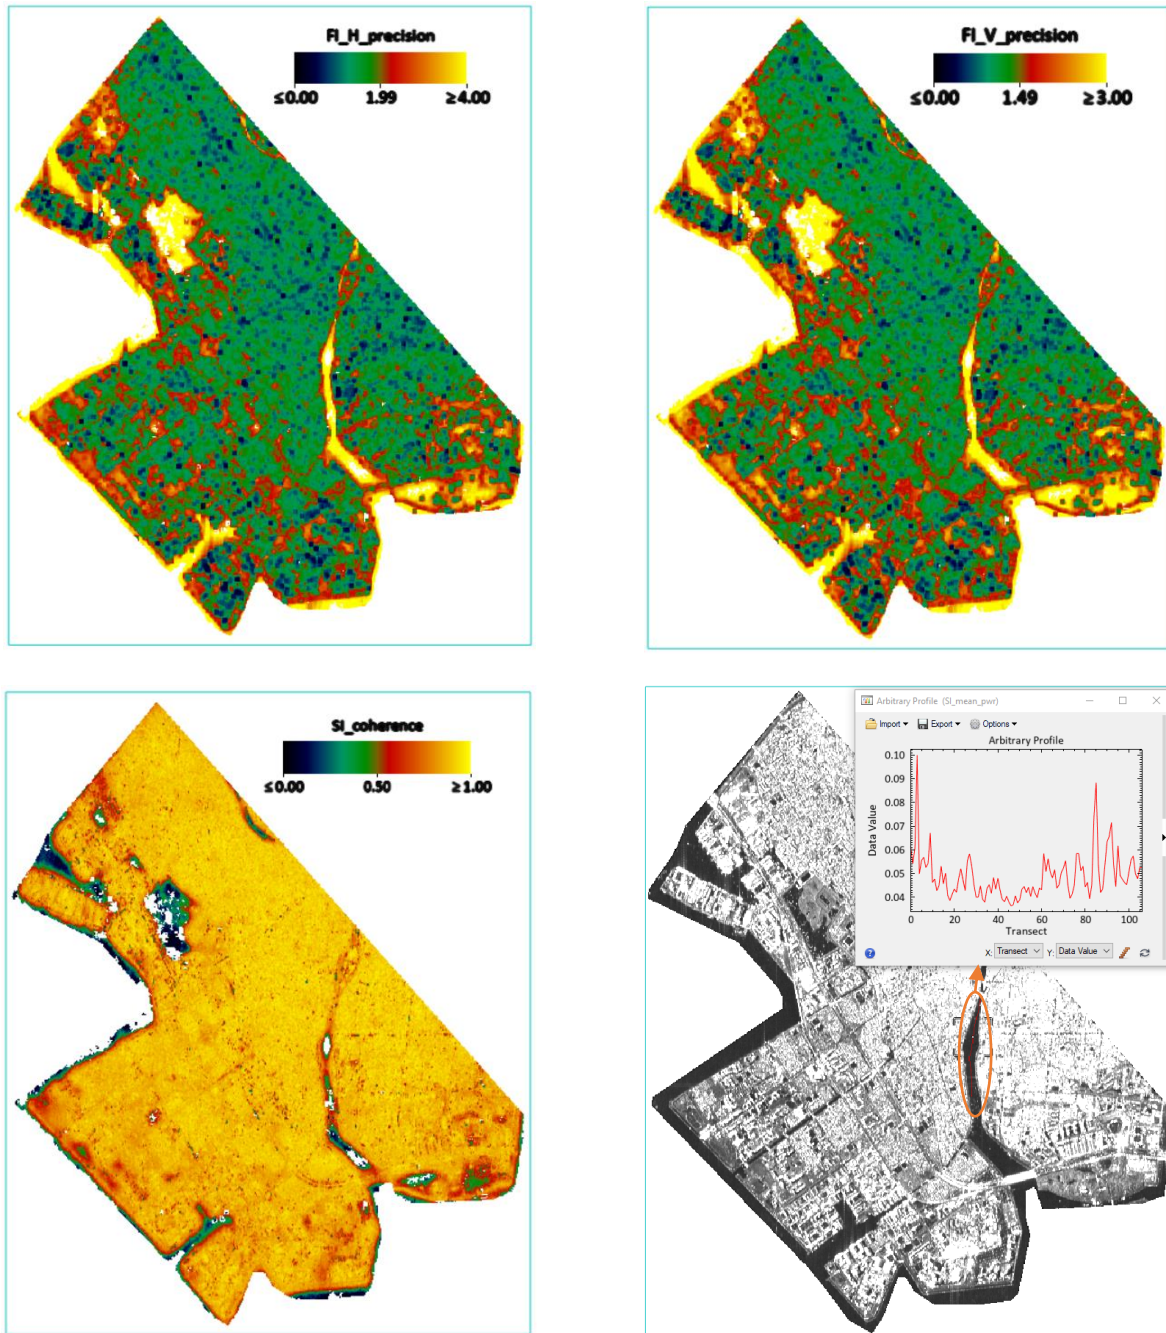 FI_H_precision
≤0.00 1.99 ≥4.00
FI_V_precision
≤0.00 1.49 ≥3.00
SI_coherence
≤0.00 0.50 ≥1.00
Arbitrary Profile (SI_mean_pwr)
Import Export Options
Arbitrary Profile
0.10
0.09
0.08
0.07
0.06
0.05
0.04
Data Value
0 20 40 60 80 100
Transect
X: Transect Y: Data Value